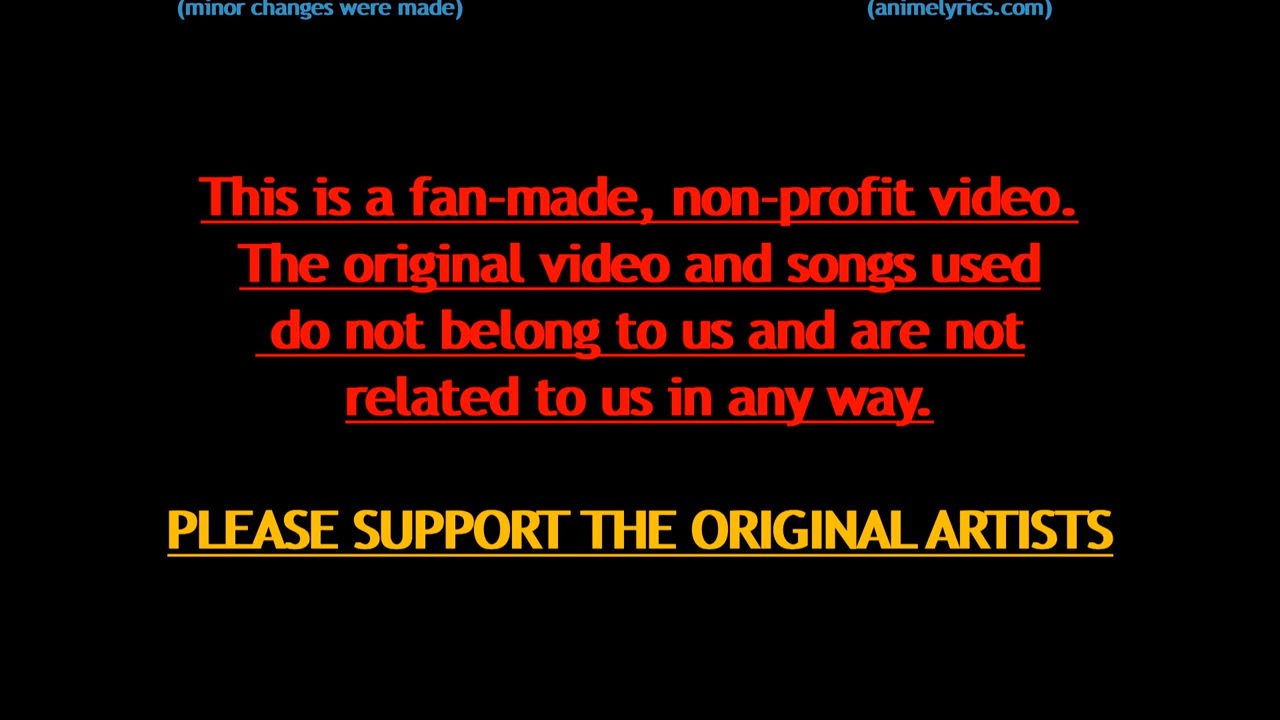 (minor changes were made) (animelyrics.com)
This is a fan-made, non-profit video.
The original video and songs used
do not belong to us and are not
related to us in any way.
PLEASE SUPPORT THE ORIGINAL ARTISTS